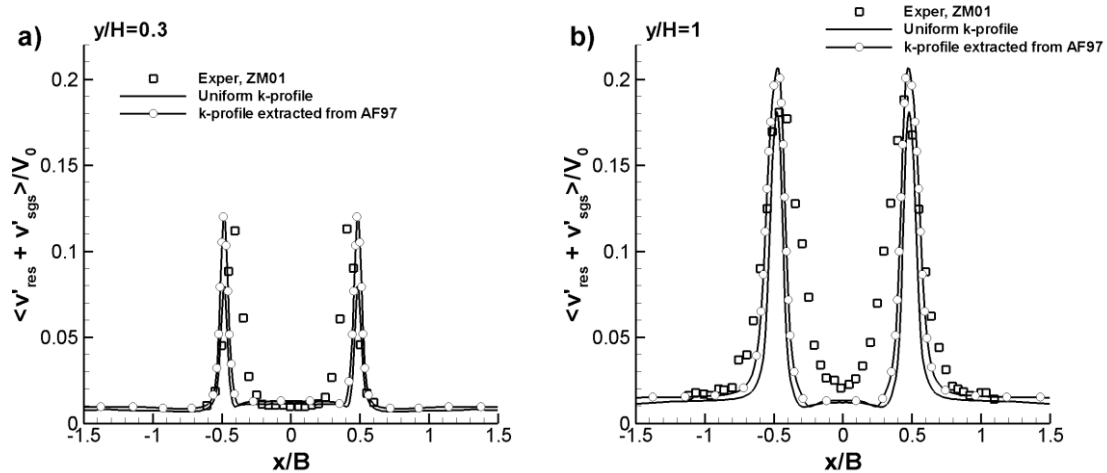 a)
y/H=0.3
Exper, ZM01
Uniform k-profile
k-profile extracted from AF97
<v'res + v'sgs>/V0
0.2
0.15
0.1
0.05
0
-1.5 -1 -0.5 0 0.5 1 1.5
x/B
b)
y/H=1
Exper, ZM01
Uniform k-profile
k-profile extracted from AF97
<v'res + v'sgs>/V0
0.2
0.15
0.1
0.05
0
-1.5 -1 -0.5 0 0.5 1 1.5
x/B